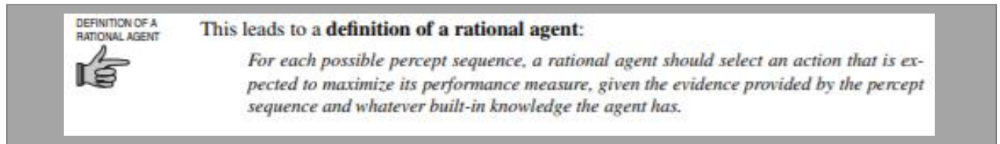 DEFINITION OF A
RATIONAL AGENT
This leads to a definition of a rational agent:
For each possible percept sequence, a rational agent should select an action that is ex-
pected to maximize its performance measure, given the evidence provided by the percept
sequence and whatever built-in knowledge the agent has.